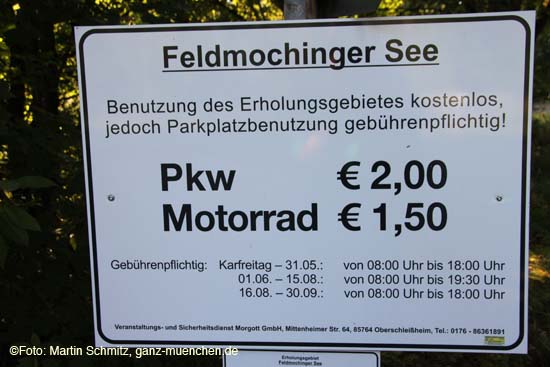 Feldmochinger See
Benutzung des Erholungsgebietes kostenlos,
jedoch Parkplatzbenutzung gebührenpflichtig!
Pkw € 2,00
Motorrad € 1,50
Gebührenpflichtig: Karfreitag – 31.05.: von 08:00 Uhr bis 18:00 Uhr
01.06. – 15.08.: von 08:00 Uhr bis 19:30 Uhr
16.08. – 30.09.: von 08:00 Uhr bis 18:00 Uhr
Veranstaltungs- und Sicherheitsdienst Morgott GmbH, Mittenheimer Str. 64, 85764 Oberschleißheim, Tel.: 0176 - 86361891
©Foto: Martin Schmitz, ganz-muenchen.de
Erholungsgebiet
Feldmochinger See